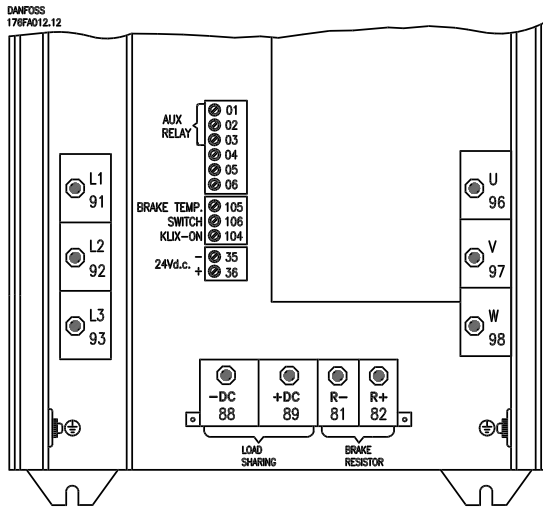 DANFOSS
176FA012.12
AUX
RELAY
01
02
03
04
05
06
BRAKE TEMP. 105
SWITCH 106
KLIX-ON 104
24Vd.c. - 35
+ 36
L1
91
L2
92
L3
93
U
96
V
97
W
98
-DC
88
+DC
89
R-
81
R+
82
LOAD
SHARING
BRAKE
RESISTOR